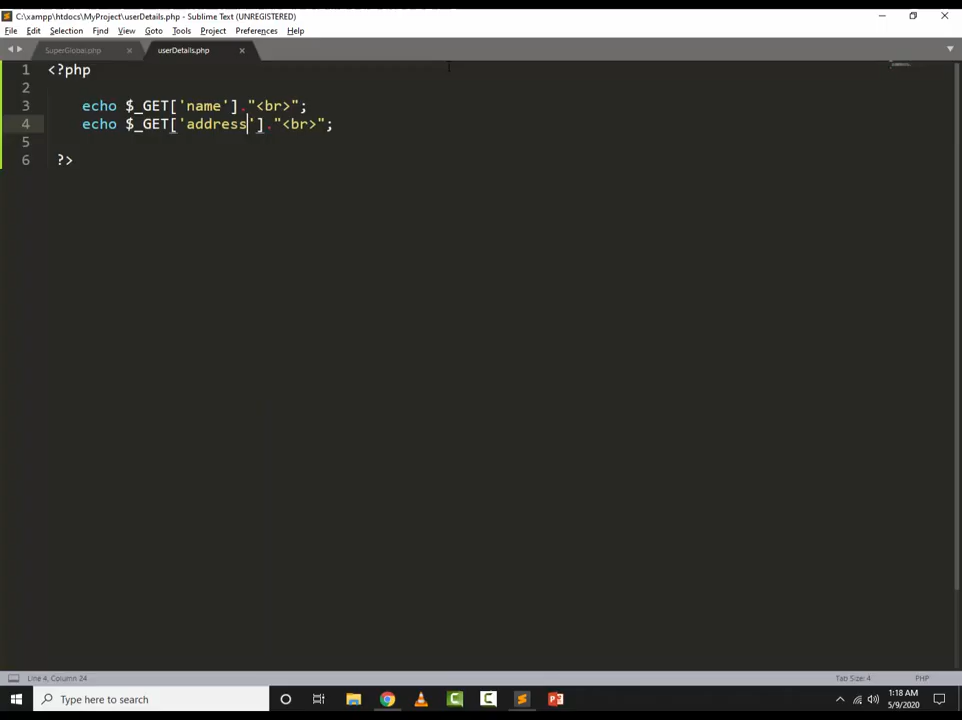 C:\xampp\htdocs\MyProject\userDetails.php - Sublime Text (UNREGISTERED)
File Edit Selection Find View Goto Tools Project Preferences Help
SuperGlobal.php userDetails.php
1 <?php
2
3 echo $_GET['name']."<br>";
4 echo $_GET['address']."<br>";
5
6 ?>
Line 4, Column 24 Tab Size: 4 PHP
Type here to search 1:18 AM
5/9/2020